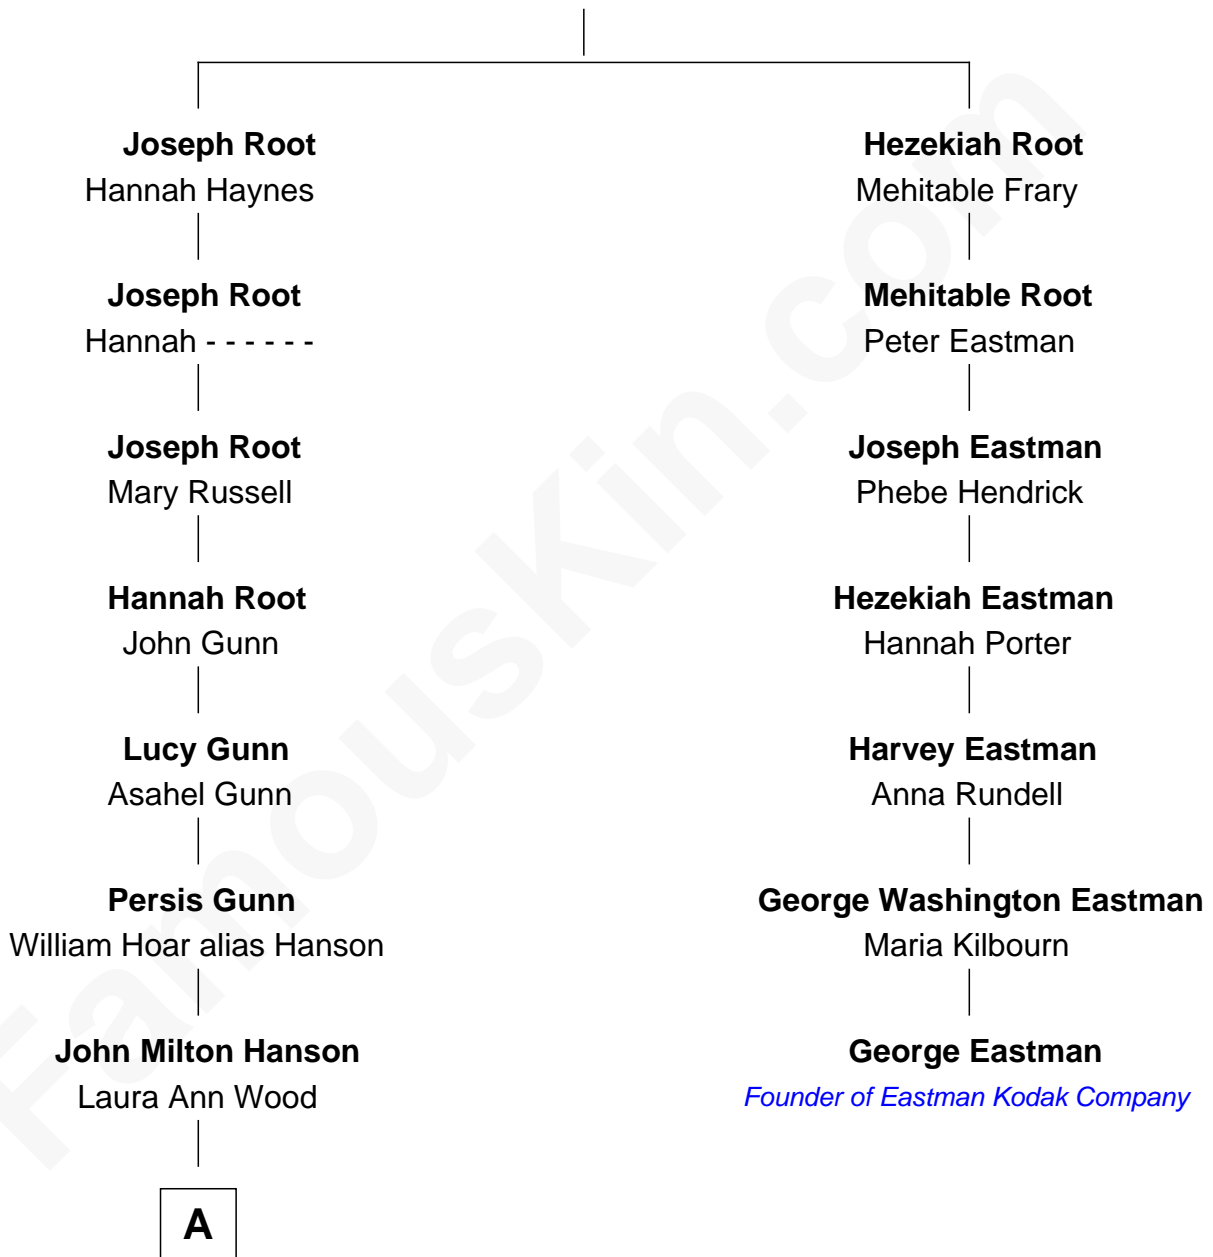 Joseph Root
Hannah Haynes
Joseph Root
Hannah - - - - - -
Joseph Root
Mary Russell
Hannah Root
John Gunn
Lucy Gunn
Asahel Gunn
Persis Gunn
William Hoar alias Hanson
John Milton Hanson
Laura Ann Wood
A
Hezekiah Root
Mehitable Frary
Mehitable Root
Peter Eastman
Joseph Eastman
Phebe Hendrick
Hezekiah Eastman
Hannah Porter
Harvey Eastman
Anna Rundell
George Washington Eastman
Maria Kilbourn
George Eastman
Founder of Eastman Kodak Company
FamousKin.com